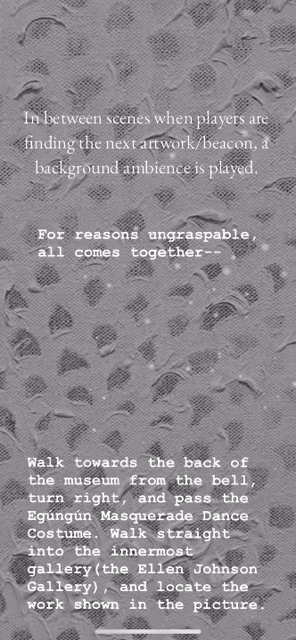 In between scenes when players are
finding the next artwork/beacon, a
background ambience is played.
For reasons ungraspable,
all comes together--
Walk towards the back of
the museum from the bell,
turn right, and pass the
Egúngún Masquerade Dance
Costume. Walk straight
into the innermost
gallery(the Ellen Johnson
Gallery), and locate the
work shown in the picture.